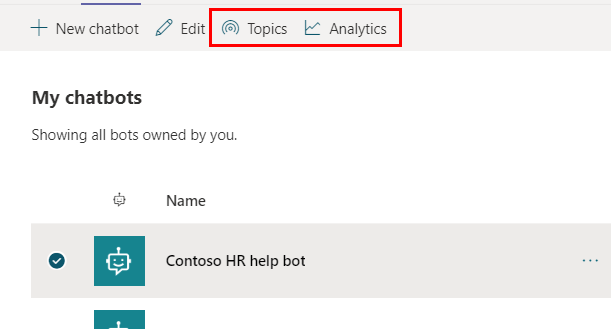 New chatbot Edit Topics Analytics
My chatbots
Showing all bots owned by you.
Name
Contoso HR help bot